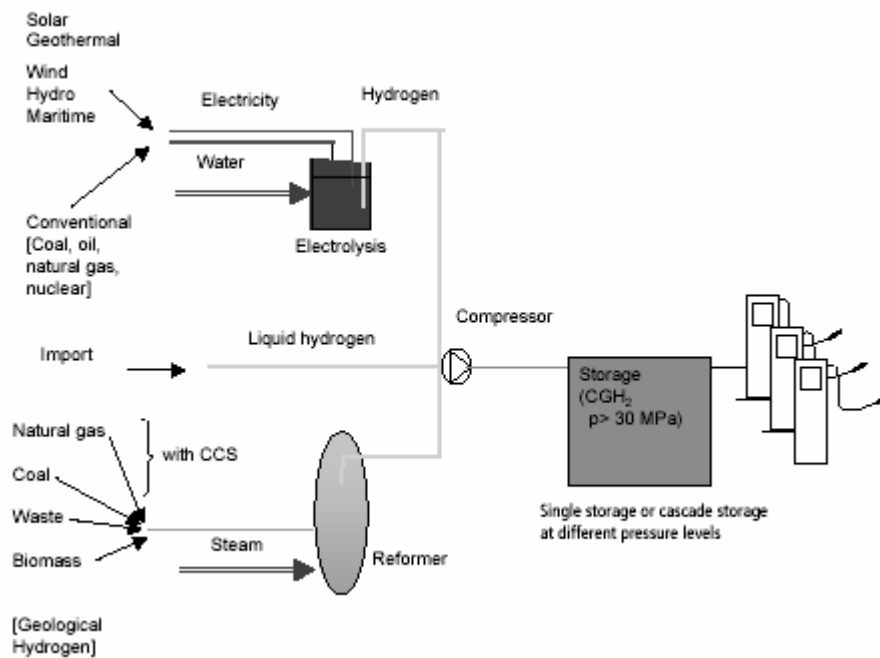 Solar
Geothermal
Wind
Hydro
Maritime
Electricity
Hydrogen
Water
Conventional
[Coal, oil,
natural gas,
nuclear]
Electrolysis
Compressor
Import
Liquid hydrogen
Storage
(CGH₂
p> 30 MPa)
Natural gas
with CCS
Coal
Waste
Biomass
Steam
Reformer
Single storage or cascade storage
at different pressure levels
[Geological
Hydrogen]